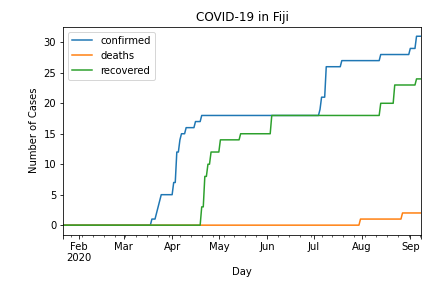 COVID-19 in Fiji
confirmed
deaths
recovered
Number of Cases
30
25
20
15
10
5
0
Feb Mar Apr May Jun Jul Aug Sep
2020
Day